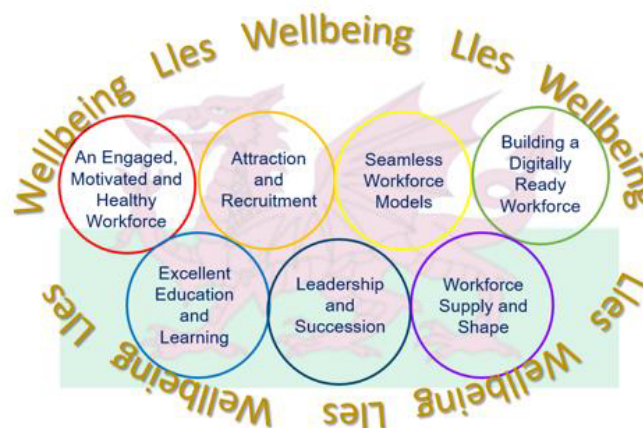 Wellbeing Lles Wellbeing Lles Wellbeing
An Engaged,
Motivated and
Healthy
Workforce
Attraction
and
Recruitment
Seamless
Workforce
Models
Building a
Digitally
Ready
Workforce
Excellent
Education
and
Learning
Leadership
and
Succession
Workforce
Supply and
Shape
Lles Wellbeing Lles Wellbeing Lles